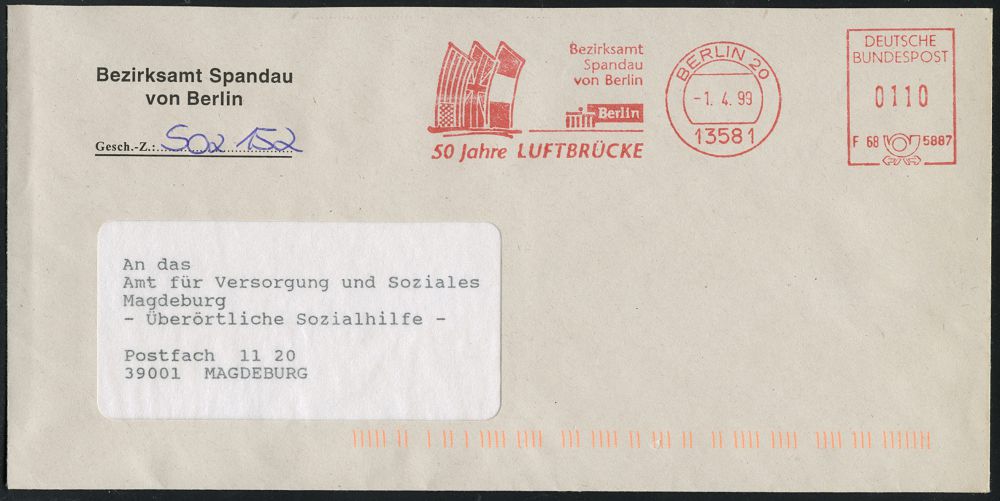 Bezirksamt Spandau
von Berlin
Gesch.-Z.: SO2 152
Bezirksamt
Spandau
von Berlin
Berlin
50 Jahre LUFTBRÜCKE
BERLIN 20
-1. 4. 99
13581
DEUTSCHE
BUNDESPOST
0110
F 68 5887
An das
Amt für Versorgung und Soziales
Magdeburg
- Überörtliche Sozialhilfe -
Postfach 11 20
39001 MAGDEBURG